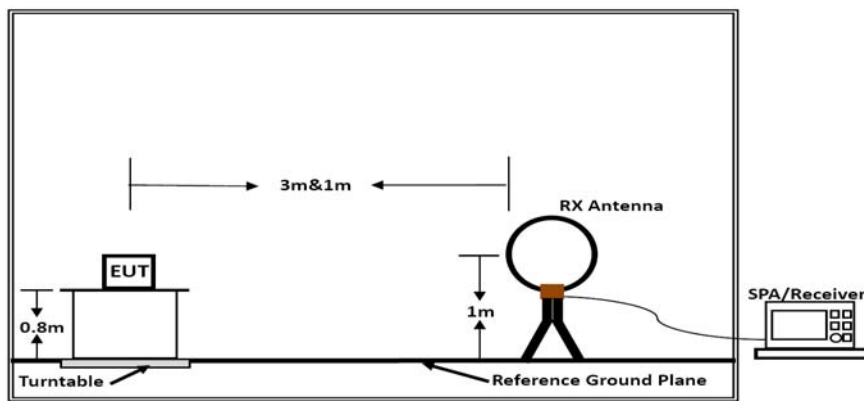 3m&1m
RX Antenna
EUT
SPA/Receiver
0.8m
1m
Turntable
Reference Ground Plane